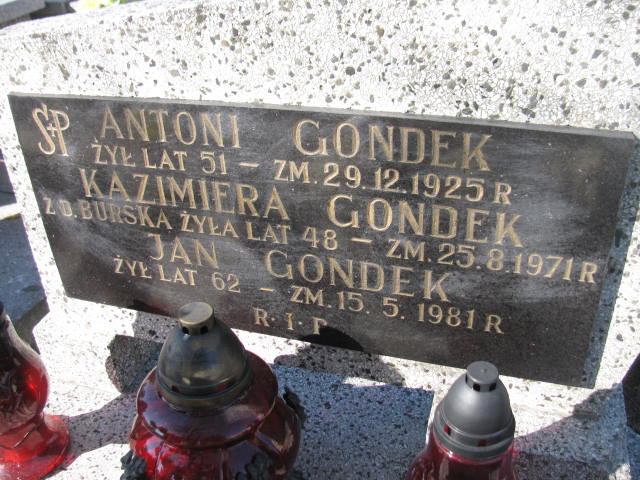 Ś†P ANTONI GONDEK
ŻYŁ LAT 51 – ZM. 29.12.1925 R
KAZIMIERA GONDEK
Z D. BURSKA ŻYŁA LAT 48 – ZM. 25.8.1971 R
JAN GONDEK
ŻYŁ LAT 62 – ZM. 15.5.1981 R
R·I·P